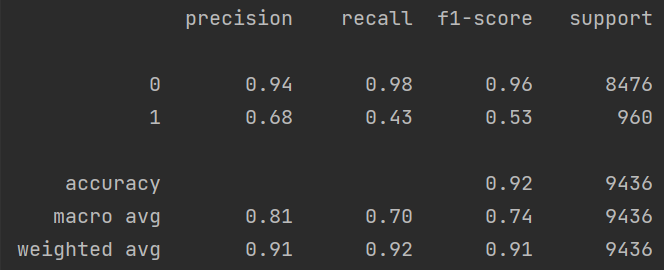 precision recall f1-score support
0 0.94 0.98 0.96 8476
1 0.68 0.43 0.53 960
accuracy 0.92 9436
macro avg 0.81 0.70 0.74 9436
weighted avg 0.91 0.92 0.91 9436